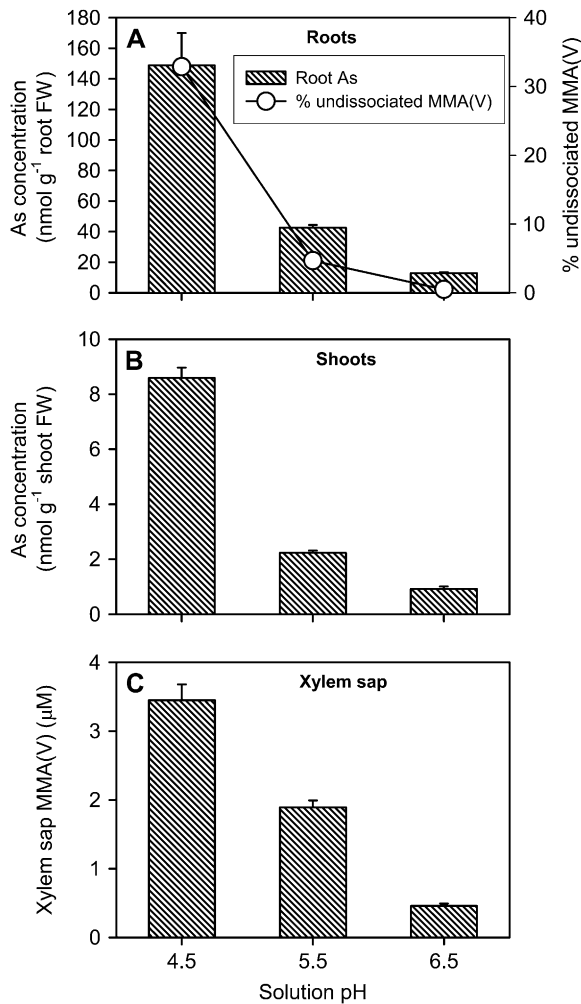 A
Roots
Root As
% undissociated MMA(V)
180
160
140
120
100
80
60
40
20
0
As concentration
(nmol g⁻¹ root FW)
40
30
20
10
0
% undissociated MMA(V)
B
Shoots
10
8
6
4
2
0
As concentration
(nmol g⁻¹ shoot FW)
C
Xylem sap
4
3
2
1
0
Xylem sap MMA(V) (μM)
4.5 5.5 6.5
Solution pH